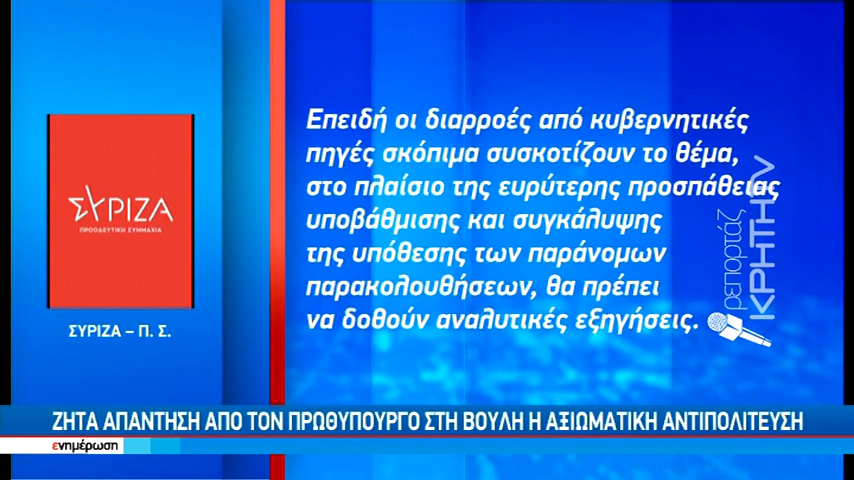 Επειδή οι διαρροές από κυβερνητικές
πηγές σκόπιμα συσκοτίζουν το θέμα,
στο πλαίσιο της ευρύτερης προσπάθειας
υποβάθμισης και συγκάλυψης
της υπόθεσης των παράνομων
παρακολουθήσεων, θα πρέπει
να δοθούν αναλυτικές εξηγήσεις.
ρεπορτάζ
ΚΡΗΤΗ TV
ΣΥΡΙΖΑ
ΠΡΟΟΔΕΥΤΙΚΗ ΣΥΜΜΑΧΙΑ
ΣΥΡΙΖΑ – Π. Σ.
ΖΗΤΑ ΑΠΑΝΤΗΣΗ ΑΠΟ ΤΟΝ ΠΡΩΘΥΠΟΥΡΓΟ ΣΤΗ ΒΟΥΛΗ Η ΑΞΙΩΜΑΤΙΚΗ ΑΝΤΙΠΟΛΙΤΕΥΣΗ
ενημέρωση